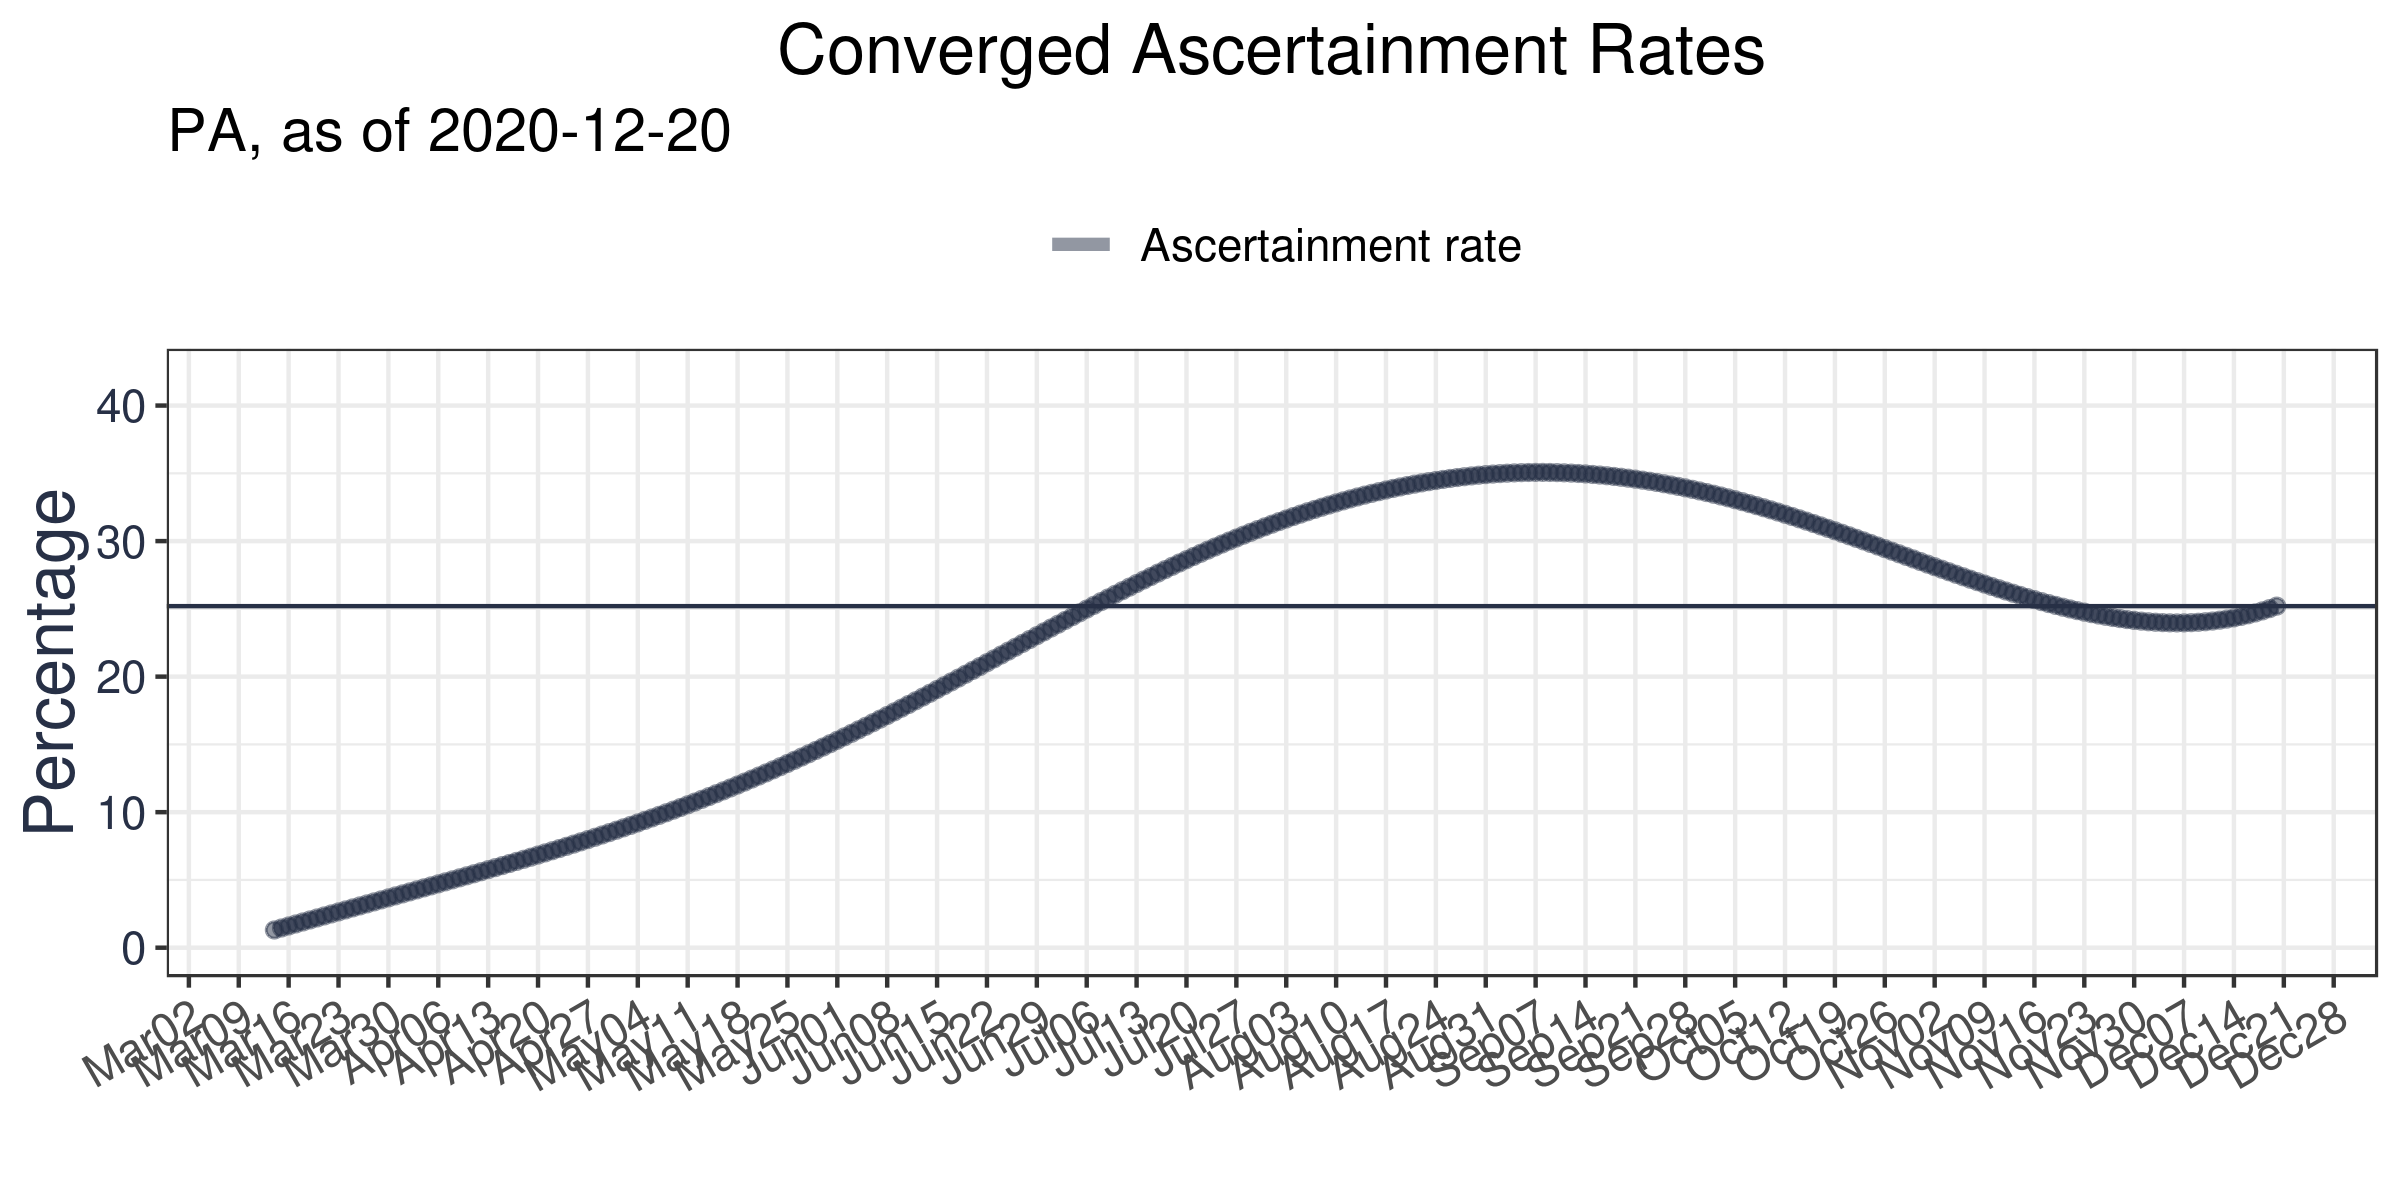 Converged Ascertainment Rates
PA, as of 2020-12-20
Ascertainment rate
Percentage
40
30
20
10
0
Mar02
Mar09
Mar16
Mar23
Mar30
Apr06
Apr13
Apr20
Apr27
May04
May11
May18
May25
Jun01
Jun08
Jun15
Jun22
Jun29
Jul06
Jul13
Jul20
Jul27
Aug03
Aug10
Aug17
Aug24
Aug31
Sep07
Sep14
Sep21
Sep28
Oct05
Oct12
Oct19
Oct26
Nov02
Nov09
Nov16
Nov23
Nov30
Dec07
Dec14
Dec21
Dec28